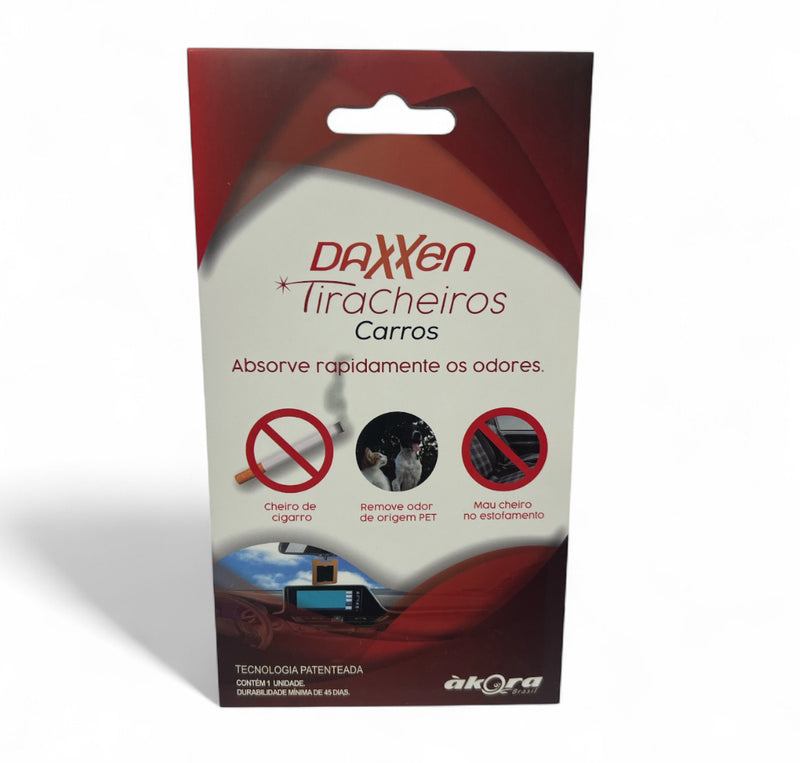 DAXXEN
TiraCheiros
Carros
Absorve rapidamente os odores.
Cheiro de
cigarro
Remove odor
de origem PET
Mau cheiro
no estofamento
TECNOLOGIA PATENTEADA
CONTÉM 1 UNIDADE.
DURABILIDADE MÍNIMA DE 45 DIAS.
àkora
Brasil